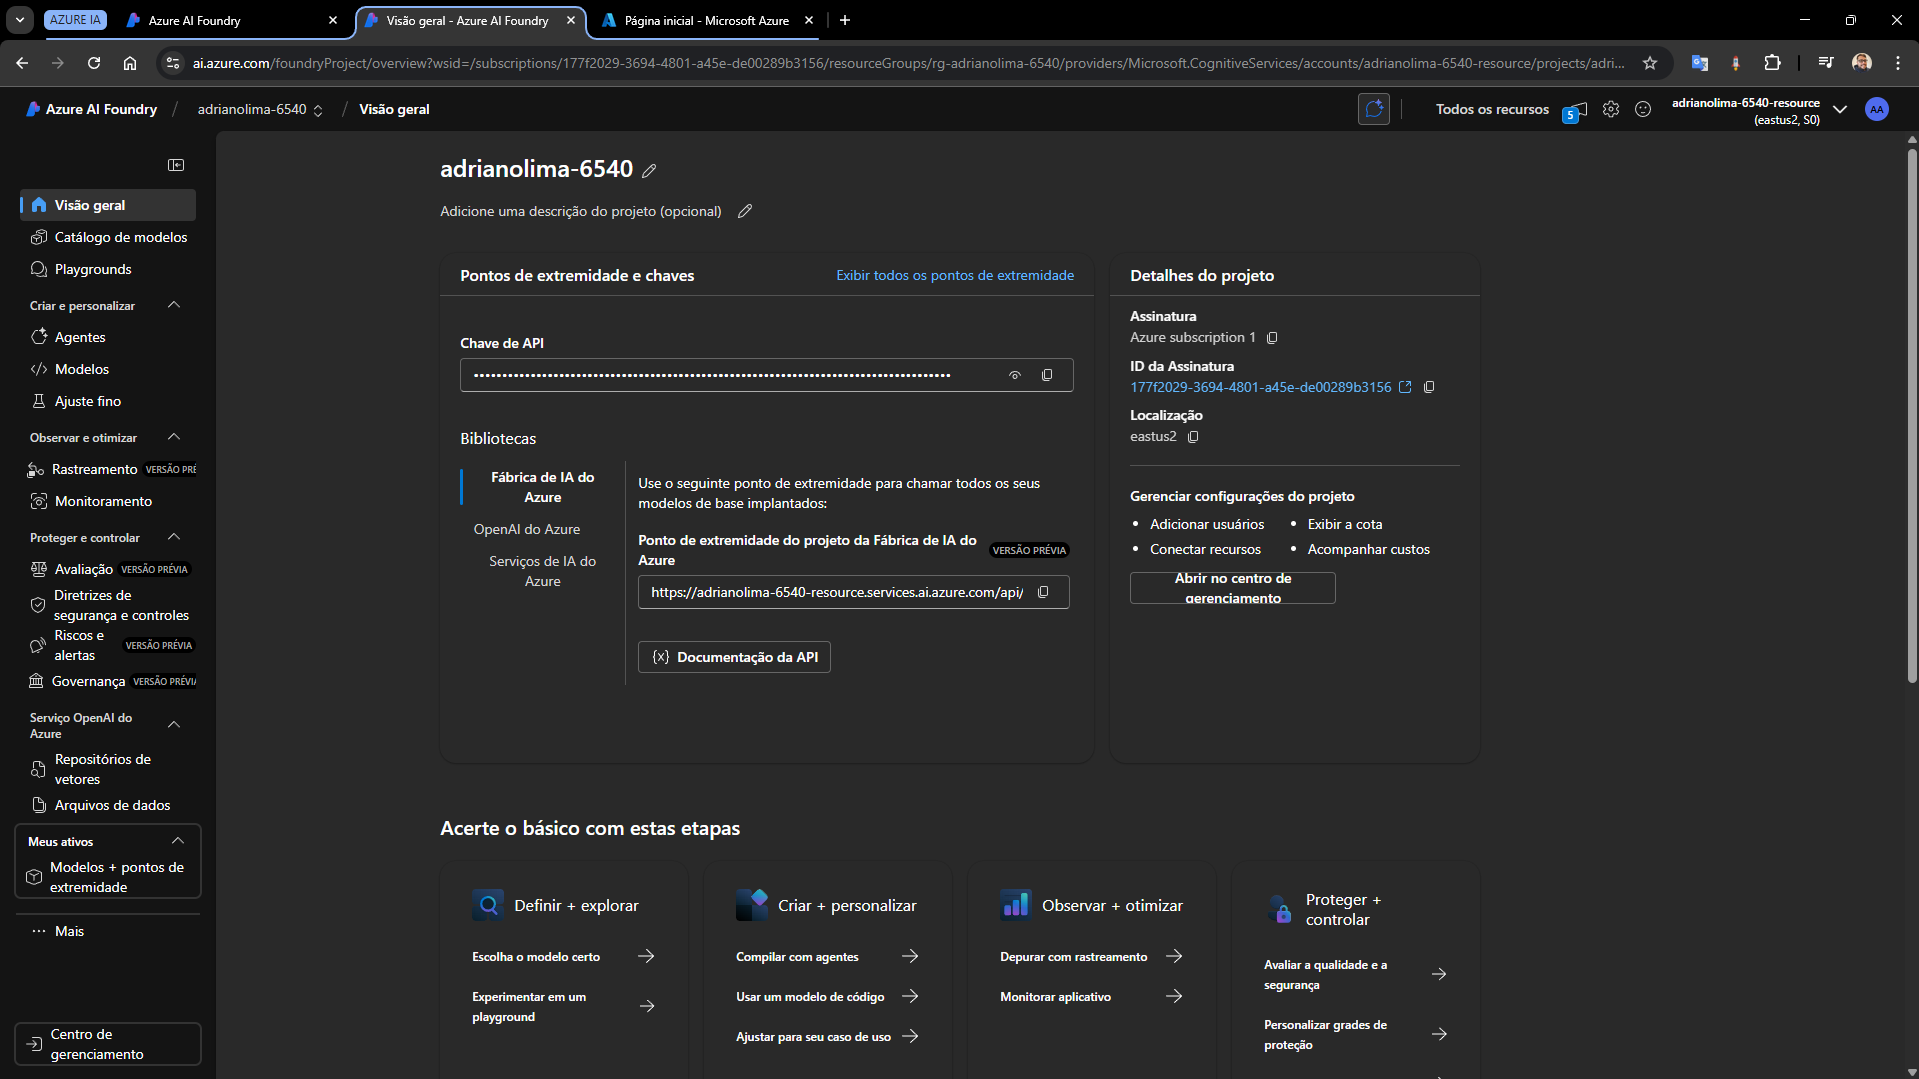 AZURE IA
Azure AI Foundry
Visão geral - Azure AI Foundry
Página inicial - Microsoft Azure
ai.azure.com/foundryProject/overview?wsid=/subscriptions/177f2029-3694-4801-a45e-de00289b3156/resourceGroups/rg-adrianolima-6540/providers/Microsoft.CognitiveServices/accounts/adrianolima-6540-resource/projects/adri...
Azure AI Foundry / adrianolima-6540 / Visão geral
Todos os recursos
5
adrianolima-6540-resource
(eastus2, S0)
AA
Visão geral
Catálogo de modelos
Playgrounds
Criar e personalizar
Agentes
Modelos
Ajuste fino
Observar e otimizar
Rastreamento VERSÃO PRÉ
Monitoramento
Proteger e controlar
Avaliação VERSÃO PRÉVIA
Diretrizes de
segurança e controles
Riscos e
alertas
VERSÃO PRÉVIA
Governança VERSÃO PRÉVI
Serviço OpenAI do
Azure
Repositórios de
vetores
Arquivos de dados
Meus ativos
Modelos + pontos de
extremidade
Mais
Centro de
gerenciamento
adrianolima-6540
Adicione uma descrição do projeto (opcional)
Pontos de extremidade e chaves
Exibir todos os pontos de extremidade
Chave de API
Bibliotecas
Fábrica de IA do
Azure
OpenAI do Azure
Serviços de IA do
Azure
Use o seguinte ponto de extremidade para chamar todos os seus
modelos de base implantados:
Ponto de extremidade do projeto da Fábrica de IA do
Azure
VERSÃO PRÉVIA
https://adrianolima-6540-resource.services.ai.azure.com/api/
{x} Documentação da API
Detalhes do projeto
Assinatura
Azure subscription 1
ID da Assinatura
177f2029-3694-4801-a45e-de00289b3156
Localização
eastus2
Gerenciar configurações do projeto
• Adicionar usuários
• Exibir a cota
• Conectar recursos
• Acompanhar custos
Abrir no centro de
gerenciamento
Acerte o básico com estas etapas
Definir + explorar
Escolha o modelo certo
Experimentar em um
playground
Criar + personalizar
Compilar com agentes
Usar um modelo de código
Ajustar para seu caso de uso
Observar + otimizar
Depurar com rastreamento
Monitorar aplicativo
Proteger +
controlar
Avaliar a qualidade e a
segurança
Personalizar grades de
proteção